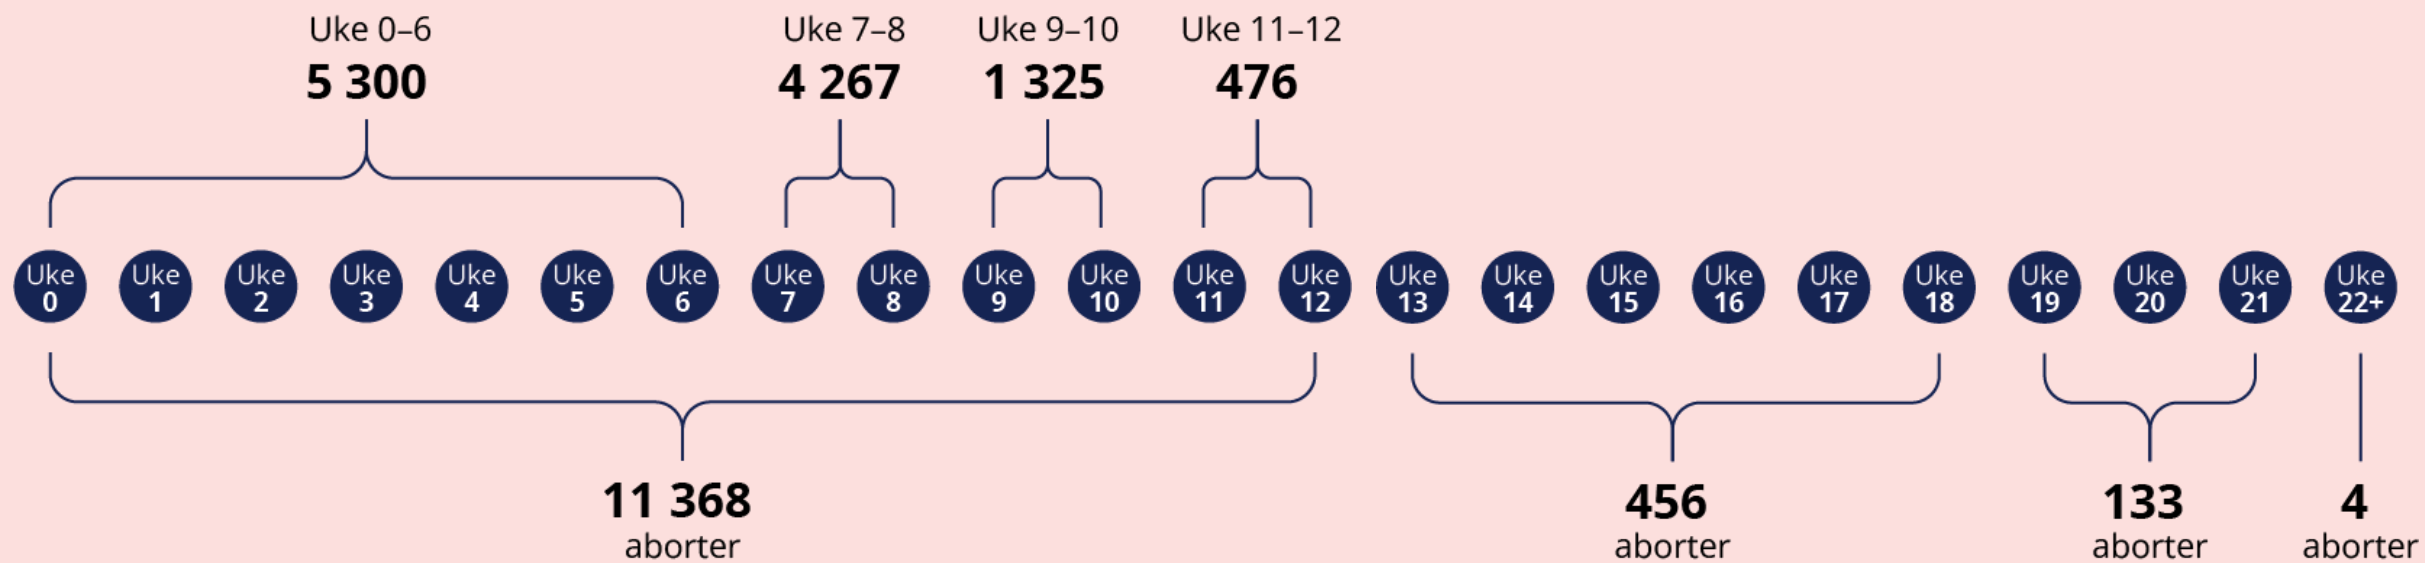 Uke 0–6
5 300
Uke 7–8
4 267
Uke 9–10
1 325
Uke 11–12
476
Uke
0
Uke
1
Uke
2
Uke
3
Uke
4
Uke
5
Uke
6
Uke
7
Uke
8
Uke
9
Uke
10
Uke
11
Uke
12
Uke
13
Uke
14
Uke
15
Uke
16
Uke
17
Uke
18
Uke
19
Uke
20
Uke
21
Uke
22+
11 368
aborter
456
aborter
133
aborter
4
aborter